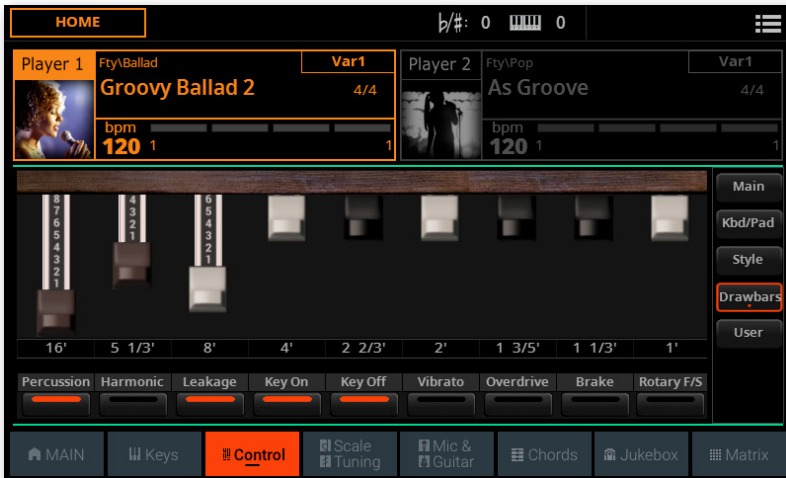 HOME
♭/♯: 0 0
Player 1
Fty\Ballad
Var1
Groovy Ballad 2
4/4
bpm
120 1 1
Player 2
Fty\Pop
Var1
As Groove
4/4
bpm
120 1 1
8 4 6
7 3 5
6 2 4
5 1 3
4 2
3 1
2
1
16' 5 1/3' 8' 4' 2 2/3' 2' 1 3/5' 1 1/3' 1'
Percussion Harmonic Leakage Key On Key Off Vibrato Overdrive Brake Rotary F/S
Main
Kbd/Pad
Style
Drawbars
User
MAIN
Keys
Control
Scale
Tuning
Mic &
Guitar
Chords
Jukebox
Matrix